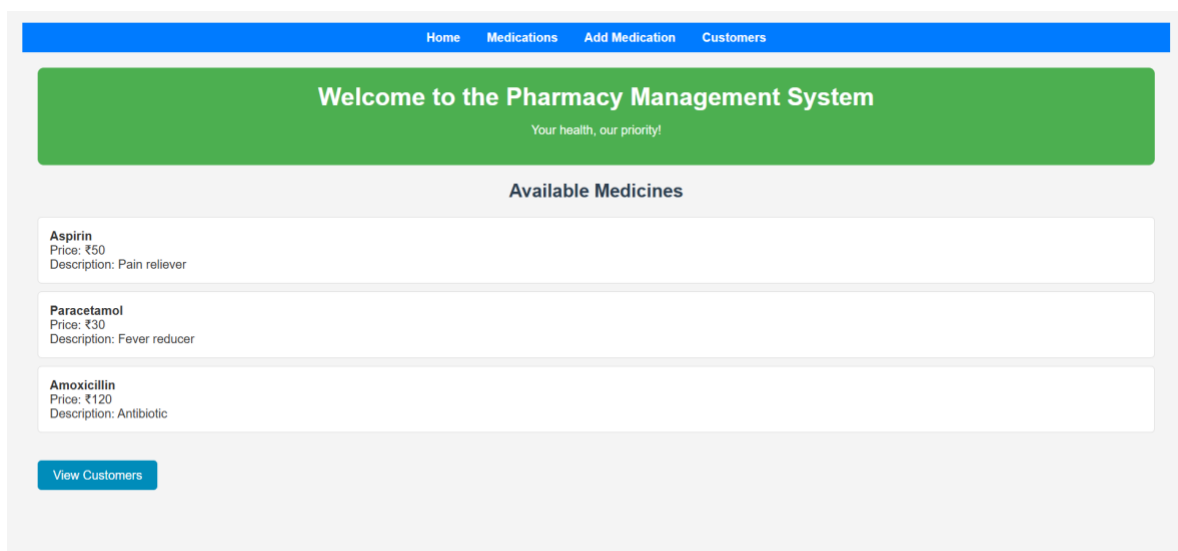 Home Medications Add Medication Customers
Welcome to the Pharmacy Management System
Your health, our priority!
Available Medicines
Aspirin
Price: ₹50
Description: Pain reliever
Paracetamol
Price: ₹30
Description: Fever reducer
Amoxicillin
Price: ₹120
Description: Antibiotic
View Customers